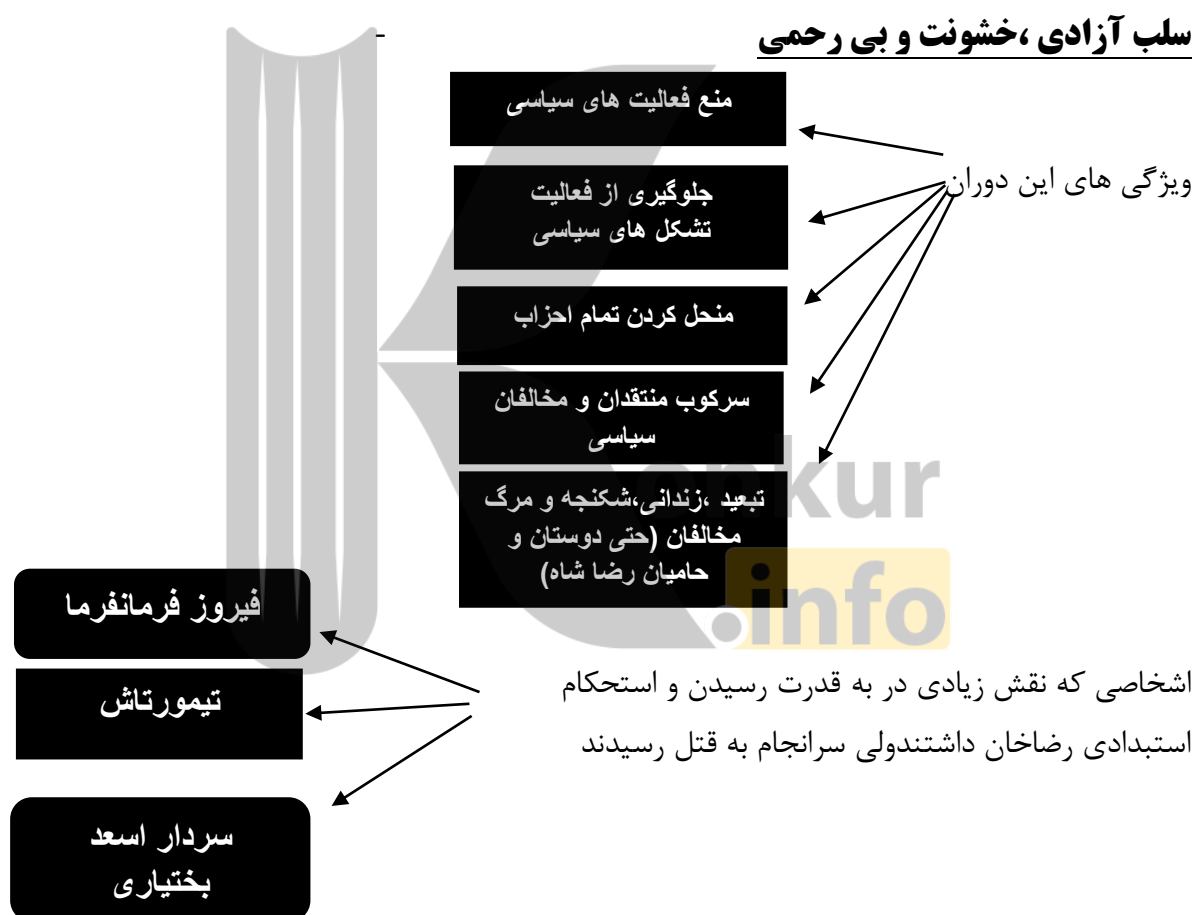 سلب آزادی ،خشونت و بی رحمی
-
منع فعالیت های سیاسی
ویژگی های این دوران
جلوگیری از فعالیت
تشکل های سیاسی
منحل کردن تمام احزاب
سرکوب منتقدان و مخالفان
سیاسی
تبعید ،زندانی،شکنجه و مرگ
مخالفان (حتی دوستان و
حامیان رضا شاه)
onkur
.info
اشخاصی که نقش زیادی در به قدرت رسیدن و استحکام
استبدادی رضاخان داشتندولی سرانجام به قتل رسیدند
فیروز فرمانفرما
تیمورتاش
سردار اسعد
بختیاری